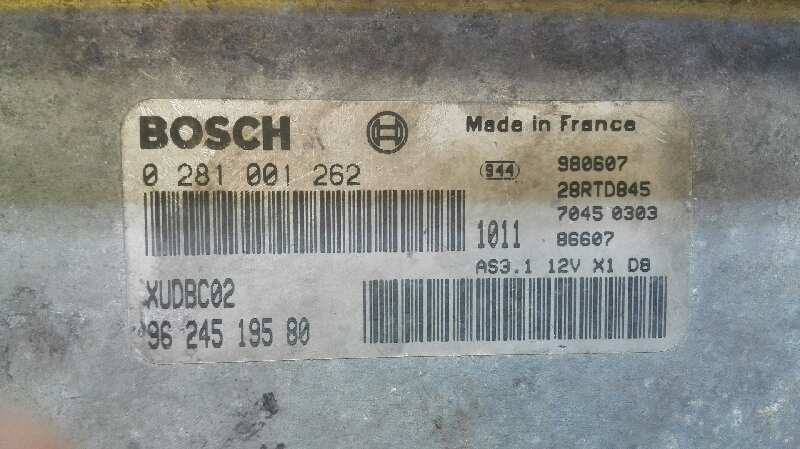 BOSCH
Made in France
0 281 001 262
944
980607
28RTD845
7045 0303
1011
86607
AS3.1 12V X1 D8
XUDBC02
96 245 195 80